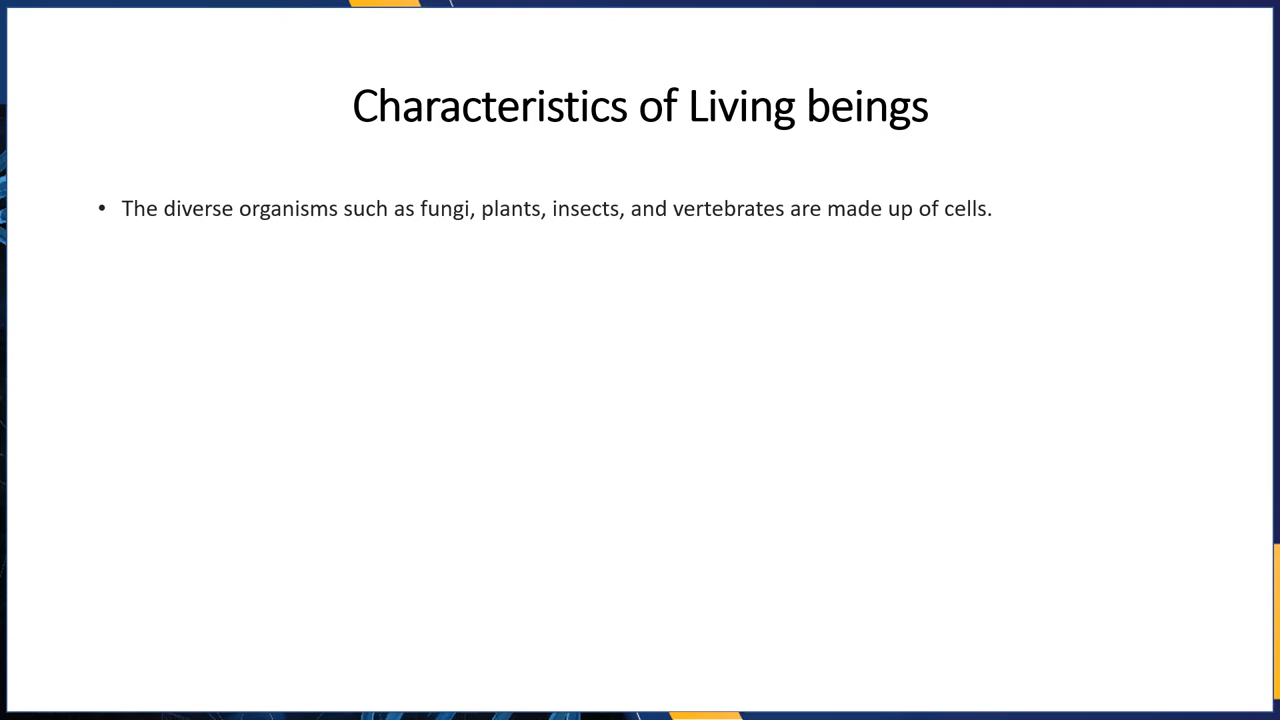 Characteristics of Living beings
• The diverse organisms such as fungi, plants, insects, and vertebrates are made up of cells.